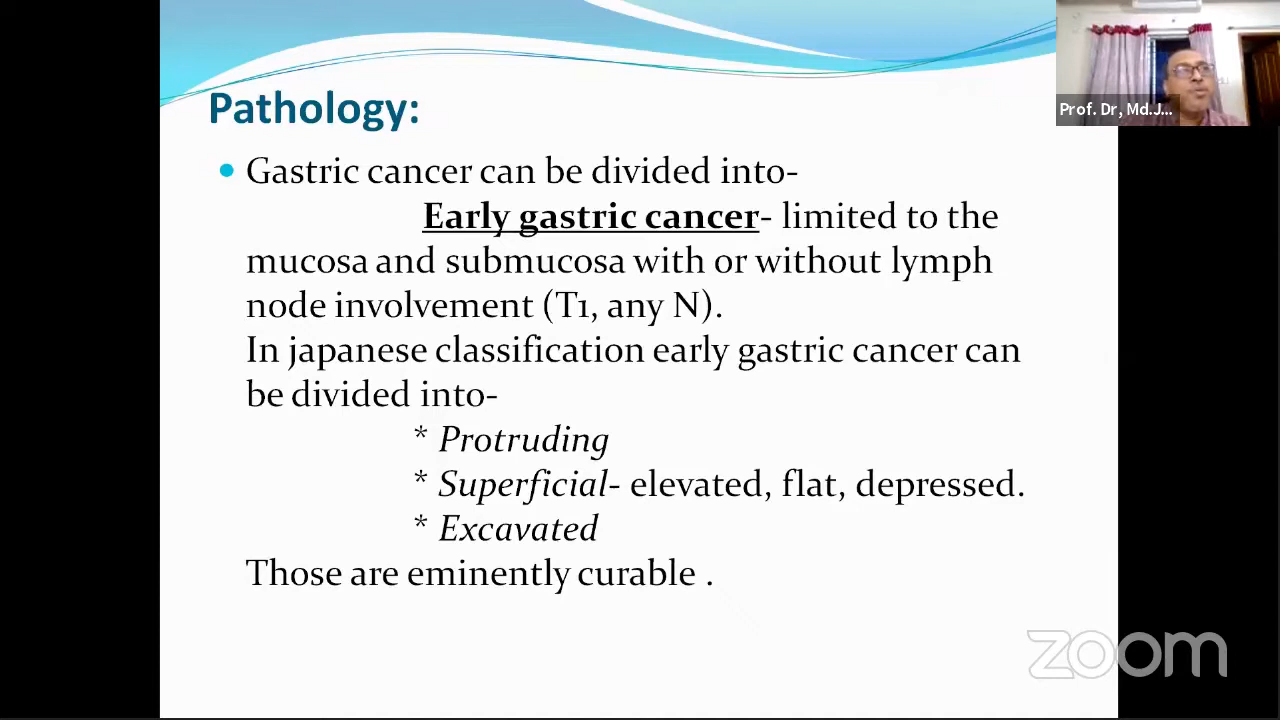 Pathology:
Prof. Dr, Md.J...
• Gastric cancer can be divided into-
Early gastric cancer- limited to the
mucosa and submucosa with or without lymph
node involvement (T1, any N).
In japanese classification early gastric cancer can
be divided into-
* Protruding
* Superficial- elevated, flat, depressed.
* Excavated
Those are eminently curable .
zoom